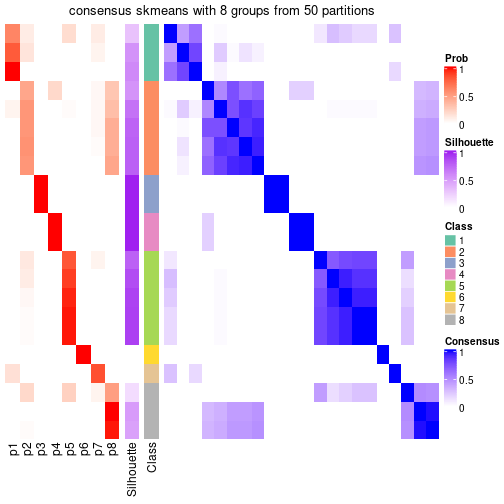 consensus skmeans with 8 groups from 50 partitions
Prob
1
0.5
0
Silhouette
1
0.5
0
Class
1
2
3
4
5
6
7
8
Consensus
1
0.5
0
p1
p2
p3
p4
p5
p6
p7
p8
Silhouette
Class